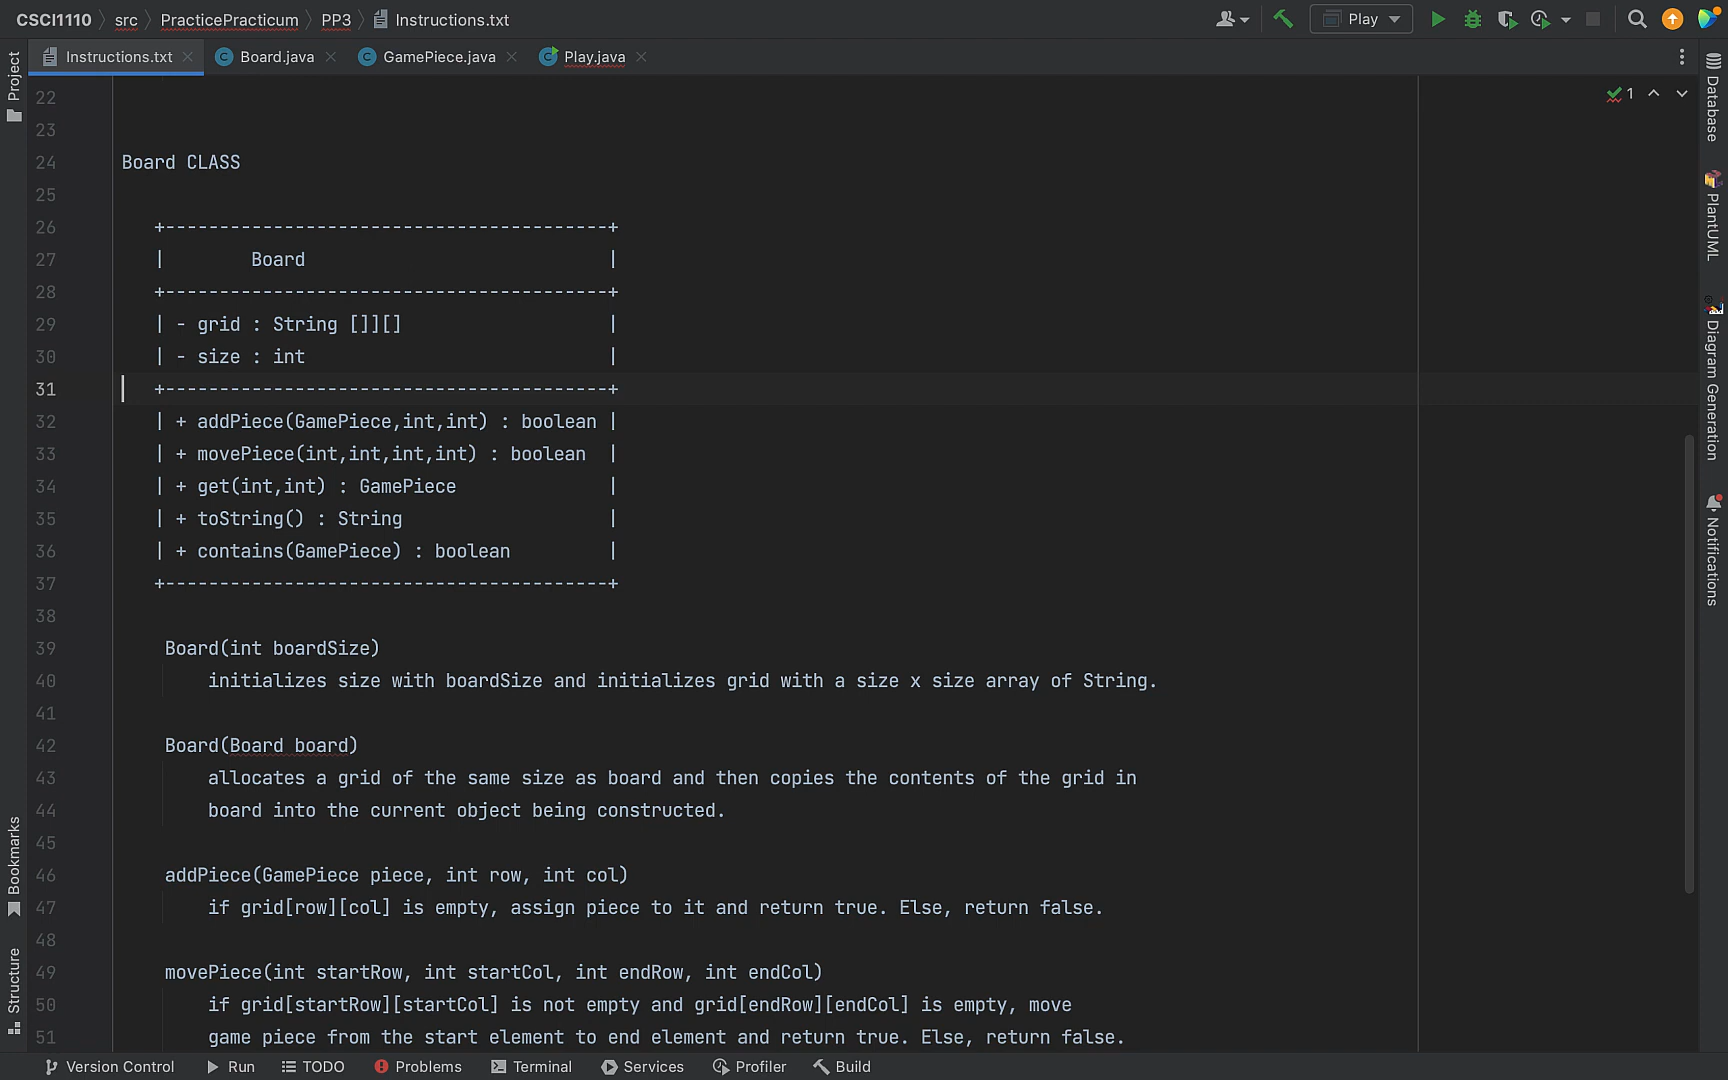 CSCI1110 〉 src 〉 PracticePracticum 〉 PP3 〉 Instructions.txt
Play
Instructions.txt
Board.java
GamePiece.java
Play.java
1
22
23
24 Board CLASS
25
26 +-----------------------------------------+
27 | Board |
28 +-----------------------------------------+
29 | - grid : String []][] |
30 | - size : int |
31 +-----------------------------------------+
32 | + addPiece(GamePiece,int,int) : boolean |
33 | + movePiece(int,int,int,int) : boolean |
34 | + get(int,int) : GamePiece |
35 | + toString() : String |
36 | + contains(GamePiece) : boolean |
37 +-----------------------------------------+
38
39 Board(int boardSize)
40 initializes size with boardSize and initializes grid with a size x size array of String.
41
42 Board(Board board)
43 allocates a grid of the same size as board and then copies the contents of the grid in
44 board into the current object being constructed.
45
46 addPiece(GamePiece piece, int row, int col)
47 if grid[row][col] is empty, assign piece to it and return true. Else, return false.
48
49 movePiece(int startRow, int startCol, int endRow, int endCol)
50 if grid[startRow][startCol] is not empty and grid[endRow][endCol] is empty, move
51 game piece from the start element to end element and return true. Else, return false.
Project
Bookmarks
Structure
Database
PlantUML
Diagram Generation
Notifications
Version Control
Run
TODO
Problems
Terminal
Services
Profiler
Build